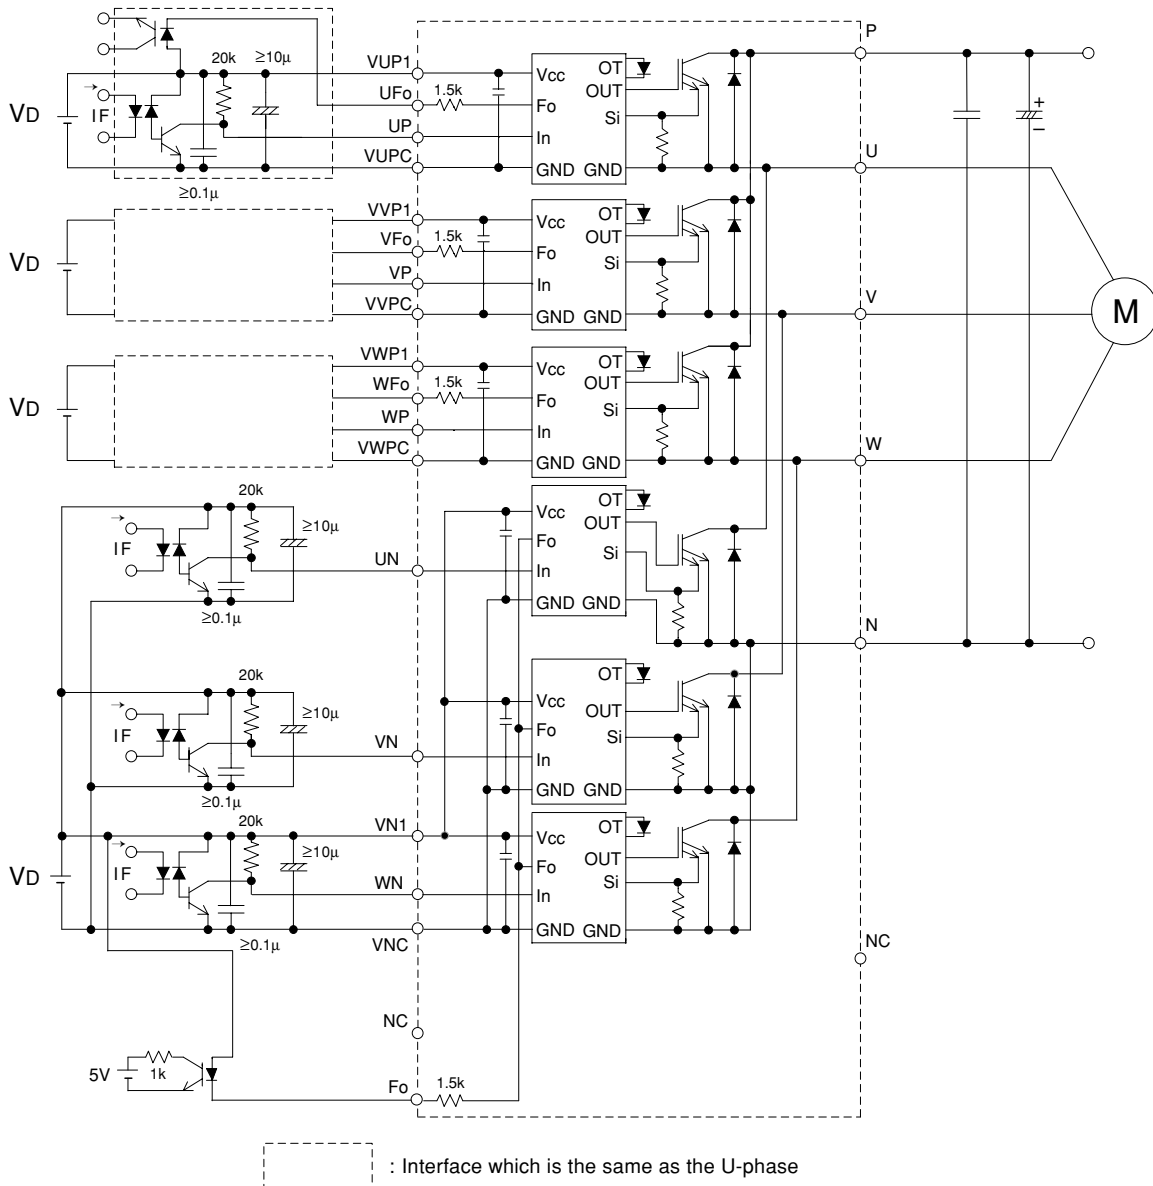 P
20k
≥10µ
VUP1
OT
Vcc
OUT
→
IF
UFo
1.5k
Fo
Si
+
–
VD
UP
In
VUPC
GND
GND
U
≥0.1µ
VVP1
Vcc
OT
OUT
VFo
1.5k
Fo
Si
VD
VP
In
VVPC
GND
GND
V
M
VWP1
Vcc
OT
OUT
WFo
1.5k
Fo
Si
VD
WP
In
VWPC
GND
GND
W
20k
≥10µ
Vcc
OT
OUT
→
IF
Fo
Si
UN
In
GND
GND
≥0.1µ
N
20k
≥10µ
Vcc
OT
OUT
→
IF
Fo
Si
VN
In
GND
GND
≥0.1µ
20k
≥10µ
VN1
Vcc
OT
OUT
→
IF
Fo
Si
VD
WN
In
GND
GND
≥0.1µ
VNC
NC
NC
5V
1k
Fo
1.5k
: Interface which is the same as the U-phase